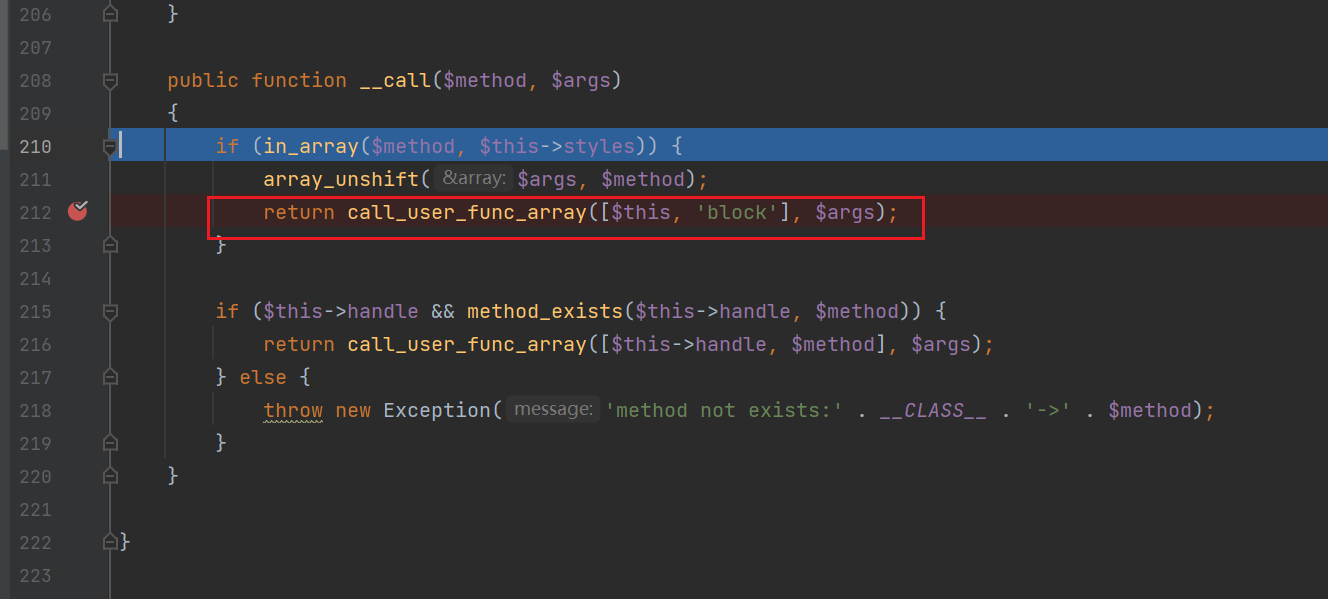 206 }
207
208 public function __call($method, $args)
209 {
210 if (in_array($method, $this->styles)) {
211 array_unshift( &array: $args, $method);
212 return call_user_func_array([$this, 'block'], $args);
213 }
214
215 if ($this->handle && method_exists($this->handle, $method)) {
216 return call_user_func_array([$this->handle, $method], $args);
217 } else {
218 throw new Exception( message: 'method not exists:' . __CLASS__ . '->' . $method);
219 }
220 }
221
222 }
223